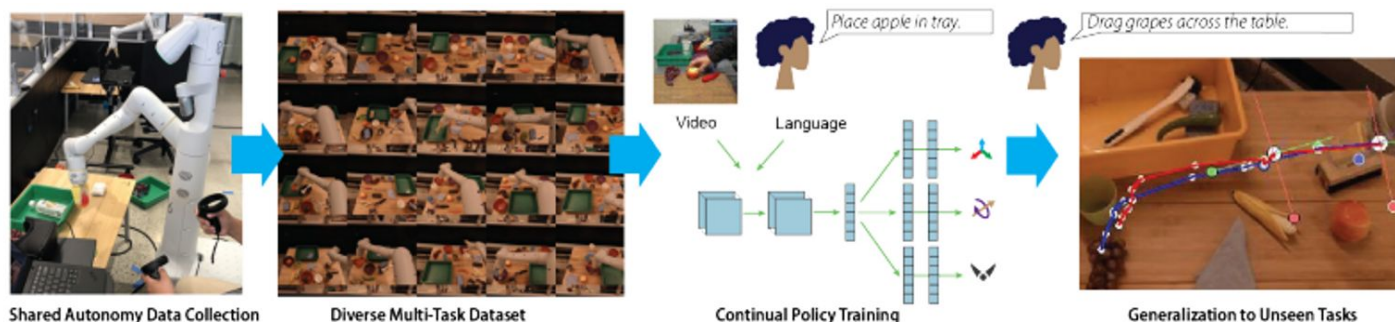 Place apple in tray.
Drag grapes across the table.
Video
Language
Shared Autonomy Data Collection
Diverse Multi-Task Dataset
Continual Policy Training
Generalization to Unseen Tasks